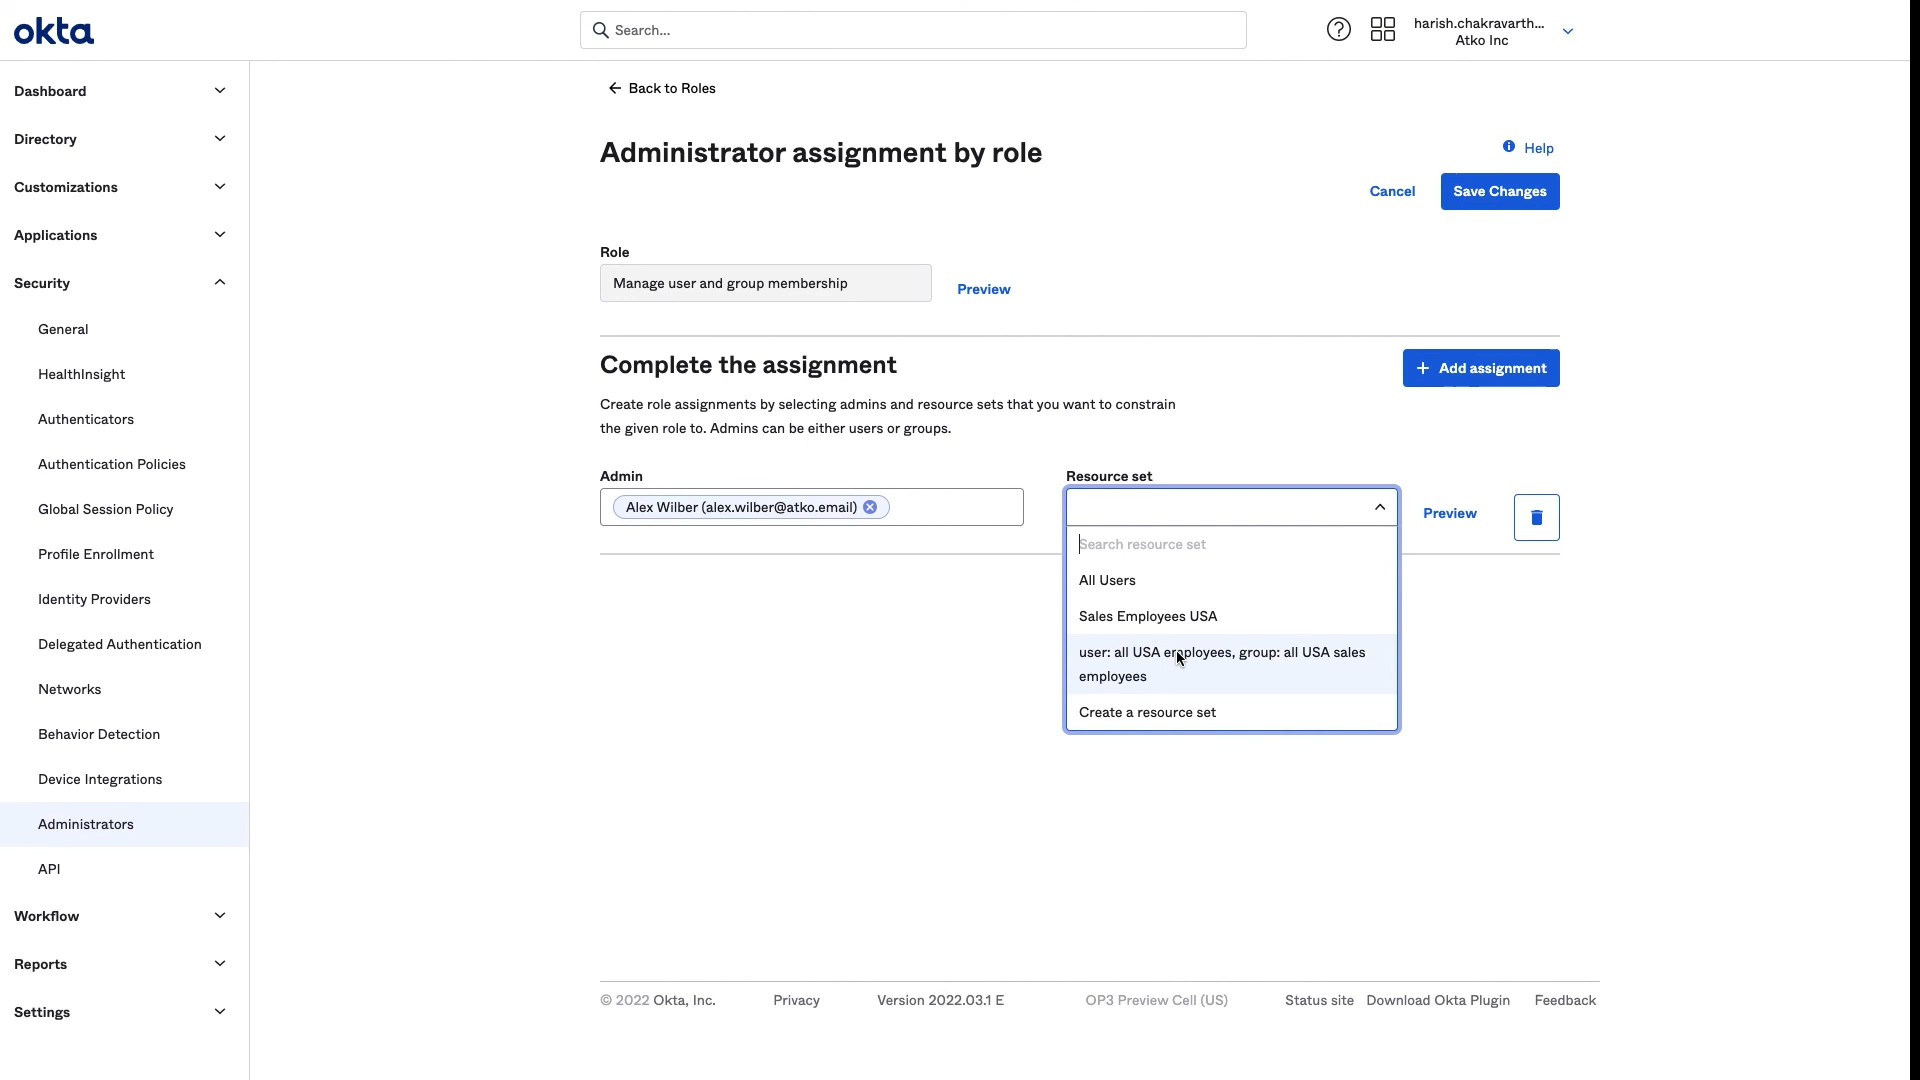 okta
Search...
harish.chakravarth...
Atko Inc
Dashboard
Directory
Customizations
Applications
Security
General
HealthInsight
Authenticators
Authentication Policies
Global Session Policy
Profile Enrollment
Identity Providers
Delegated Authentication
Networks
Behavior Detection
Device Integrations
Administrators
API
Workflow
Reports
Settings
Back to Roles
Administrator assignment by role
Help
Cancel
Save Changes
Role
Manage user and group membership
Preview
Complete the assignment
Add assignment
Create role assignments by selecting admins and resource sets that you want to constrain
the given role to. Admins can be either users or groups.
Admin
Alex Wilber (alex.wilber@atko.email)
Resource set
Preview
Search resource set
All Users
Sales Employees USA
user: all USA employees, group: all USA sales
employees
Create a resource set
© 2022 Okta, Inc.
Privacy
Version 2022.03.1 E
OP3 Preview Cell (US)
Status site
Download Okta Plugin
Feedback